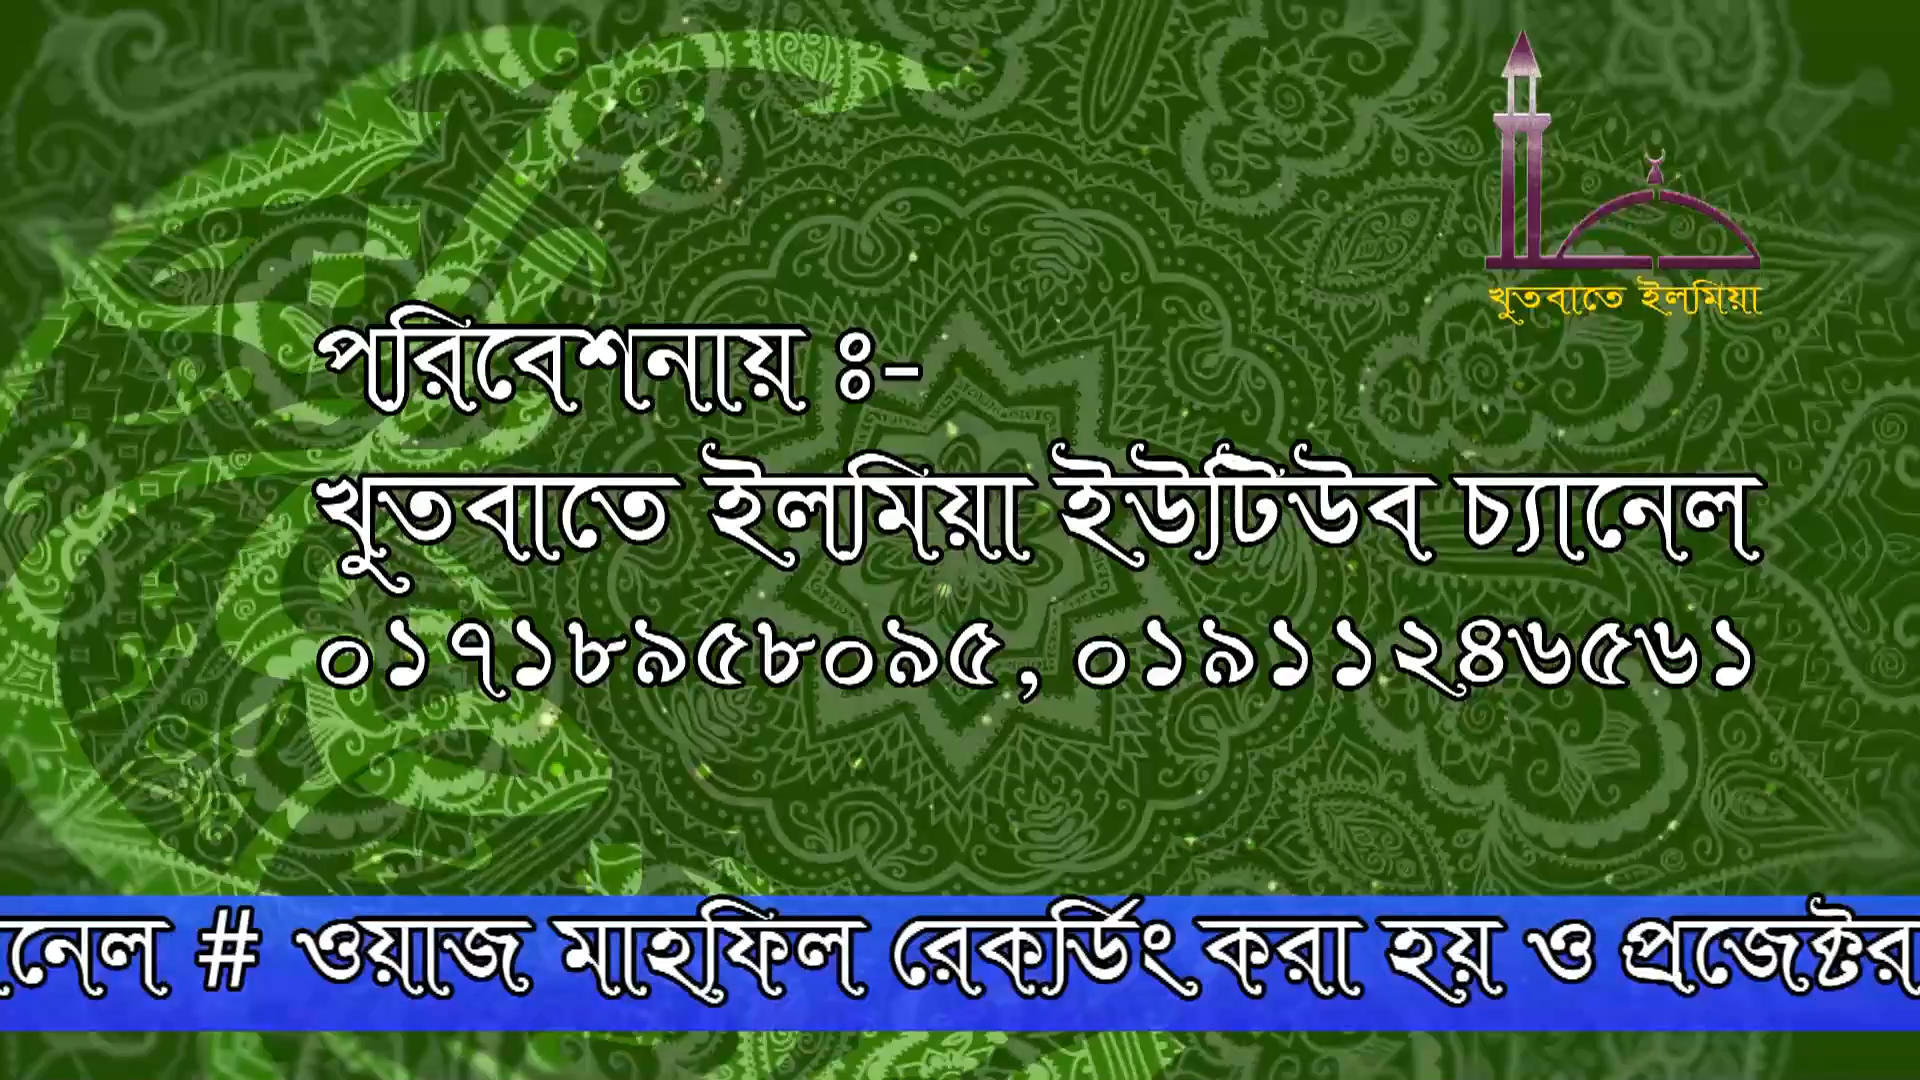 খুতবাতে ইলমিয়া
পরিবেশনায় ঃ-
খুতবাতে ইলমিয়া ইউটিউব চ্যানেল
০১৭১৮৯৫৮০৯৫, ০১৯১১২৪৬৫৬১
নেল # ওয়াজ মাহফিল রেকর্ডিং করা হয় ও প্রজেক্টর